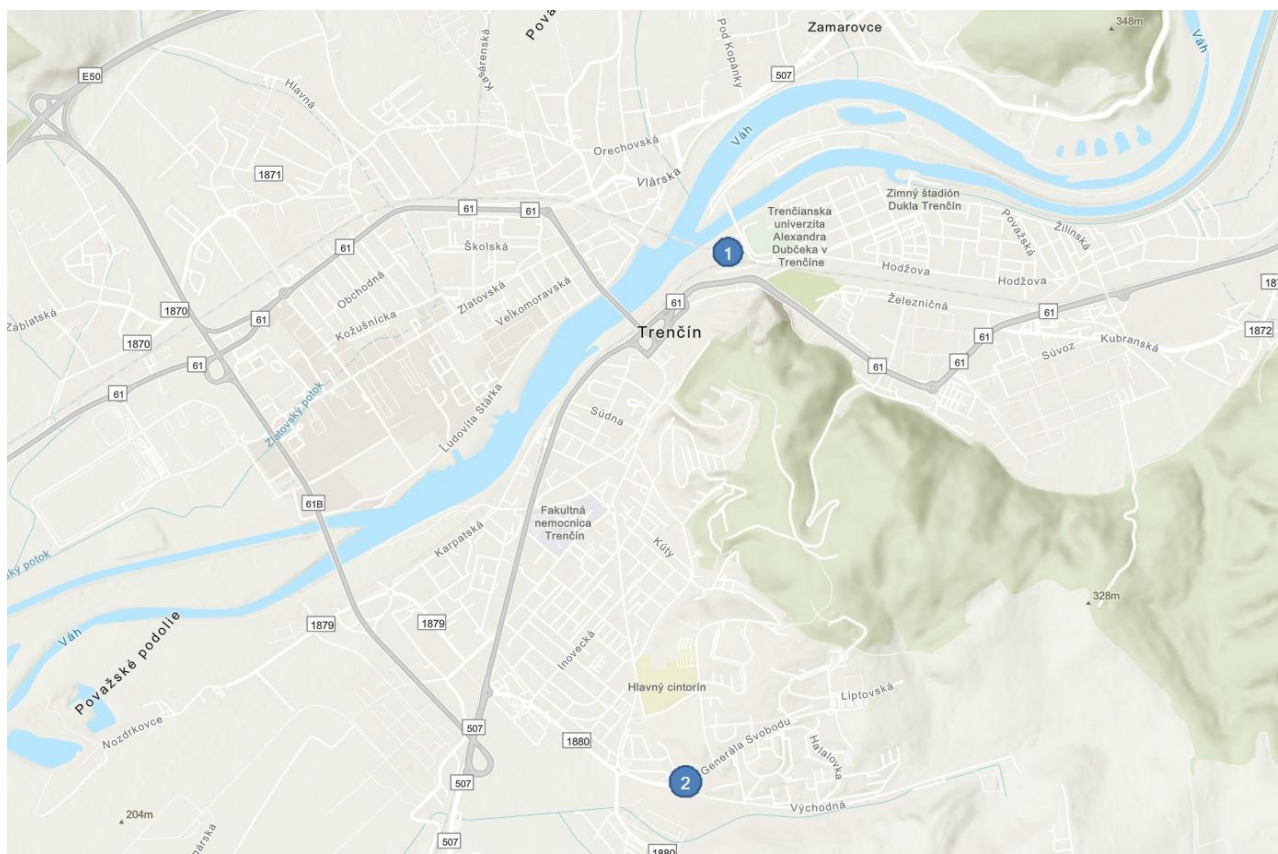 Zamarovce
348m
Váh
Pod Kopánky
507
E50
Kasárenská
Hlavná
Orechovská
Váh
1871
Vlárska
Zimný štadión
Dukla Trenčín
61
61
Trenčianska
univerzita
Alexandra
Dubčeka v
Trenčíne
Považská
Žilinská
61
Školská
1
Hodžova
Hodžova
Obchodná
Zlatovská
Veľkomoravská
61
Železničná
61
1870
61
Kožušnícka
Záblatská
Trenčín
1872
1870
Kubranská
Súvoz
61
61
61
61
Zlatovský potok
Ľudovíta Stárka
Súdna
61B
Fakultná
nemocnica
Trenčín
Karpatská
Kúty
328m
1879
1879
Váh
Považské podolie
Inovecká
Hlavný cintorín
Liptovská
Nozdrkovce
507
1880
Generála Svobodu
Halalovka
507
2
Východná
204m
507
1880